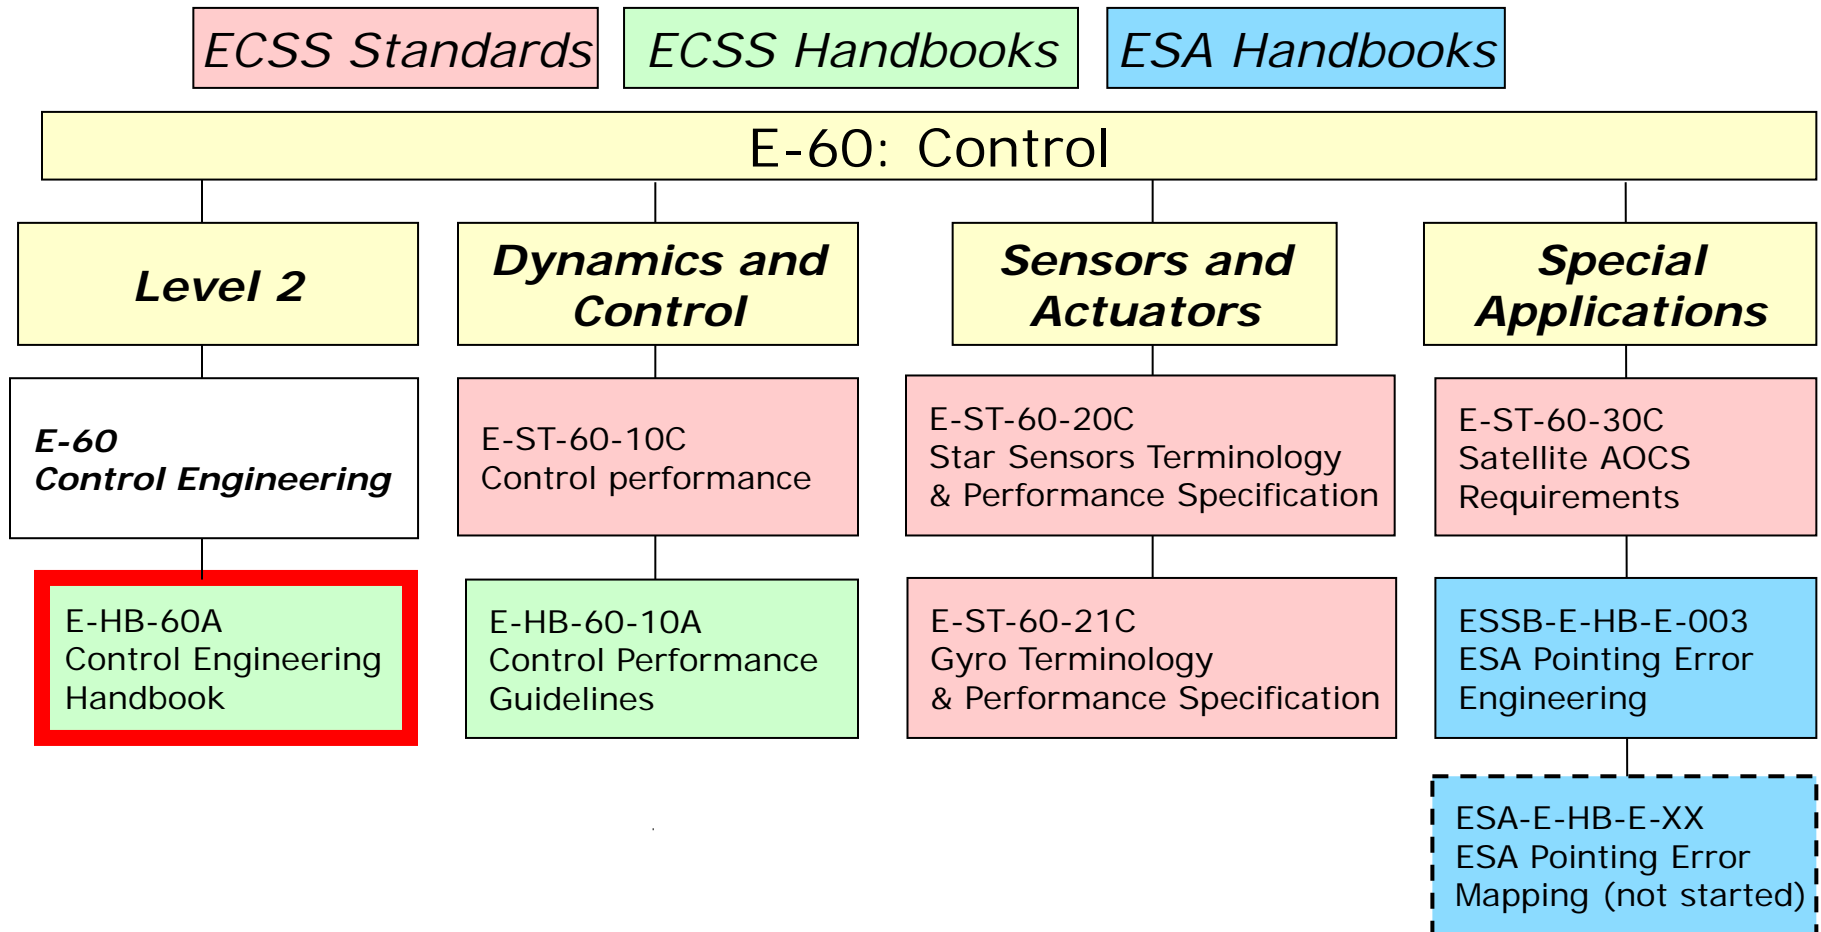 ECSS Standards
ECSS Handbooks
ESA Handbooks
E-60: Control
Level 2
Dynamics and
Control
Sensors and
Actuators
Special
Applications
E-60
Control Engineering
E-ST-60-10C
Control performance
E-ST-60-20C
Star Sensors Terminology
& Performance Specification
E-ST-60-30C
Satellite AOCS
Requirements
E-HB-60A
Control Engineering
Handbook
E-HB-60-10A
Control Performance
Guidelines
E-ST-60-21C
Gyro Terminology
& Performance Specification
ESSB-E-HB-E-003
ESA Pointing Error
Engineering
ESA-E-HB-E-XX
ESA Pointing Error
Mapping (not started)